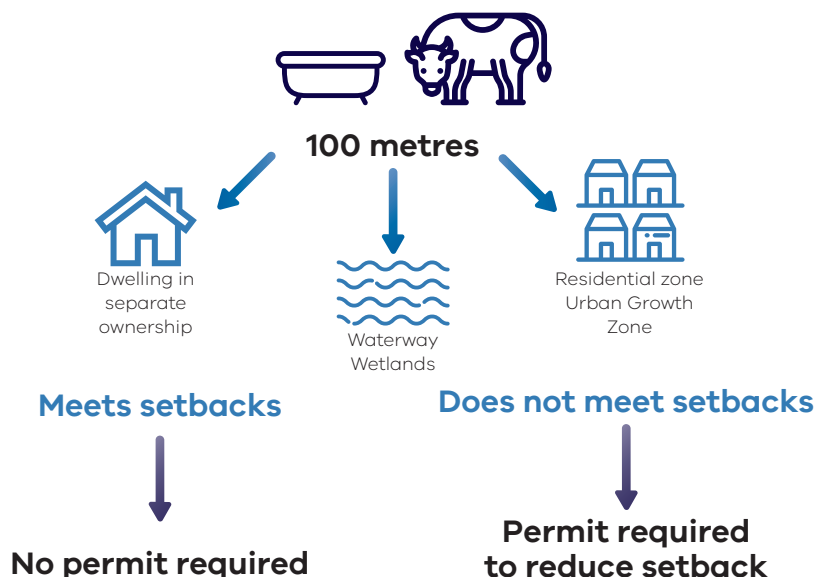 100 metres
Dwelling in
separate
ownership
Waterway
Wetlands
Residential zone
Urban Growth
Zone
Meets setbacks
Does not meet setbacks
No permit required
Permit required
to reduce setback